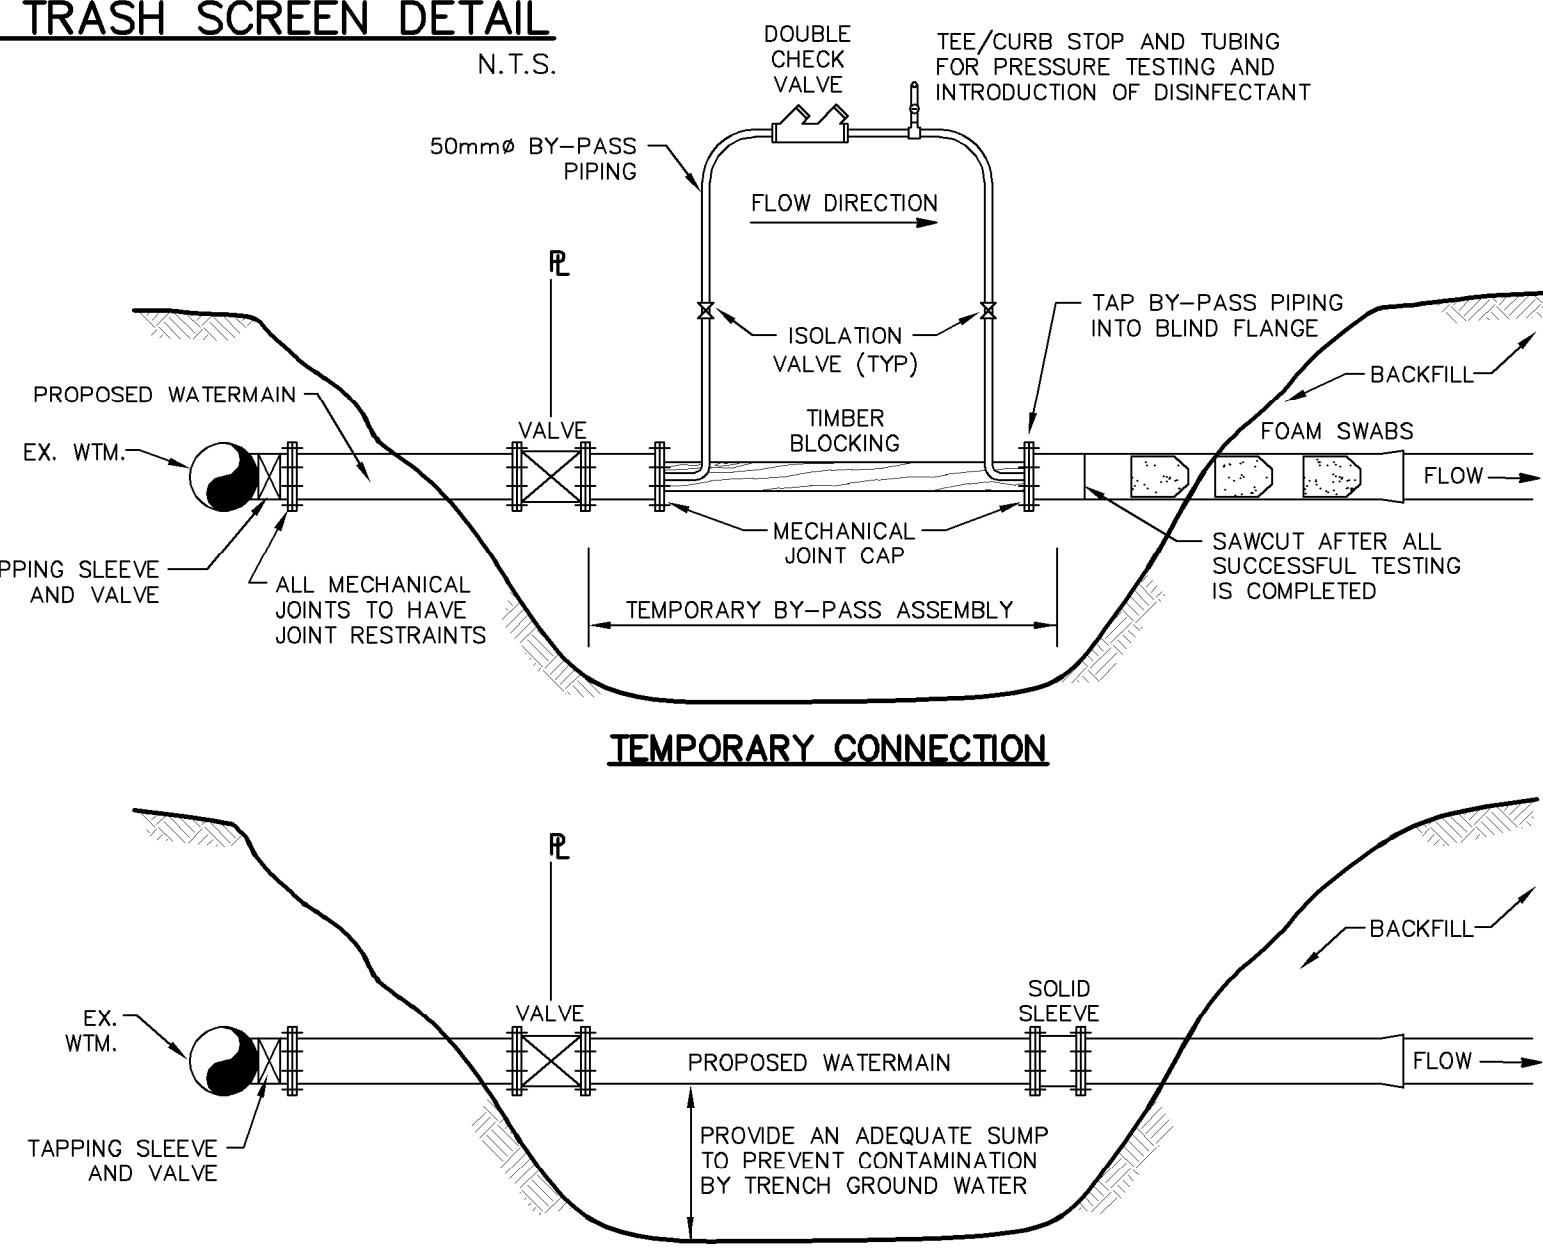 TRASH SCREEN DETAIL
N.T.S.
DOUBLE
CHECK
VALVE
TEE/CURB STOP AND TUBING
FOR PRESSURE TESTING AND
INTRODUCTION OF DISINFECTANT
50mmø BY-PASS
PIPING
FLOW DIRECTION
PL
ISOLATION
VALVE (TYP)
TAP BY-PASS PIPING
INTO BLIND FLANGE
BACKFILL
PROPOSED WATERMAIN
EX. WTM.
VALVE
TIMBER
BLOCKING
FOAM SWABS
FLOW
MECHANICAL
JOINT CAP
SAWCUT AFTER ALL
SUCCESSFUL TESTING
IS COMPLETED
PPING SLEEVE
AND VALVE
ALL MECHANICAL
JOINTS TO HAVE
JOINT RESTRAINTS
TEMPORARY BY-PASS ASSEMBLY
TEMPORARY CONNECTION
PL
BACKFILL
EX.
WTM.
VALVE
SOLID
SLEEVE
PROPOSED WATERMAIN
FLOW
TAPPING SLEEVE
AND VALVE
PROVIDE AN ADEQUATE SUMP
TO PREVENT CONTAMINATION
BY TRENCH GROUND WATER